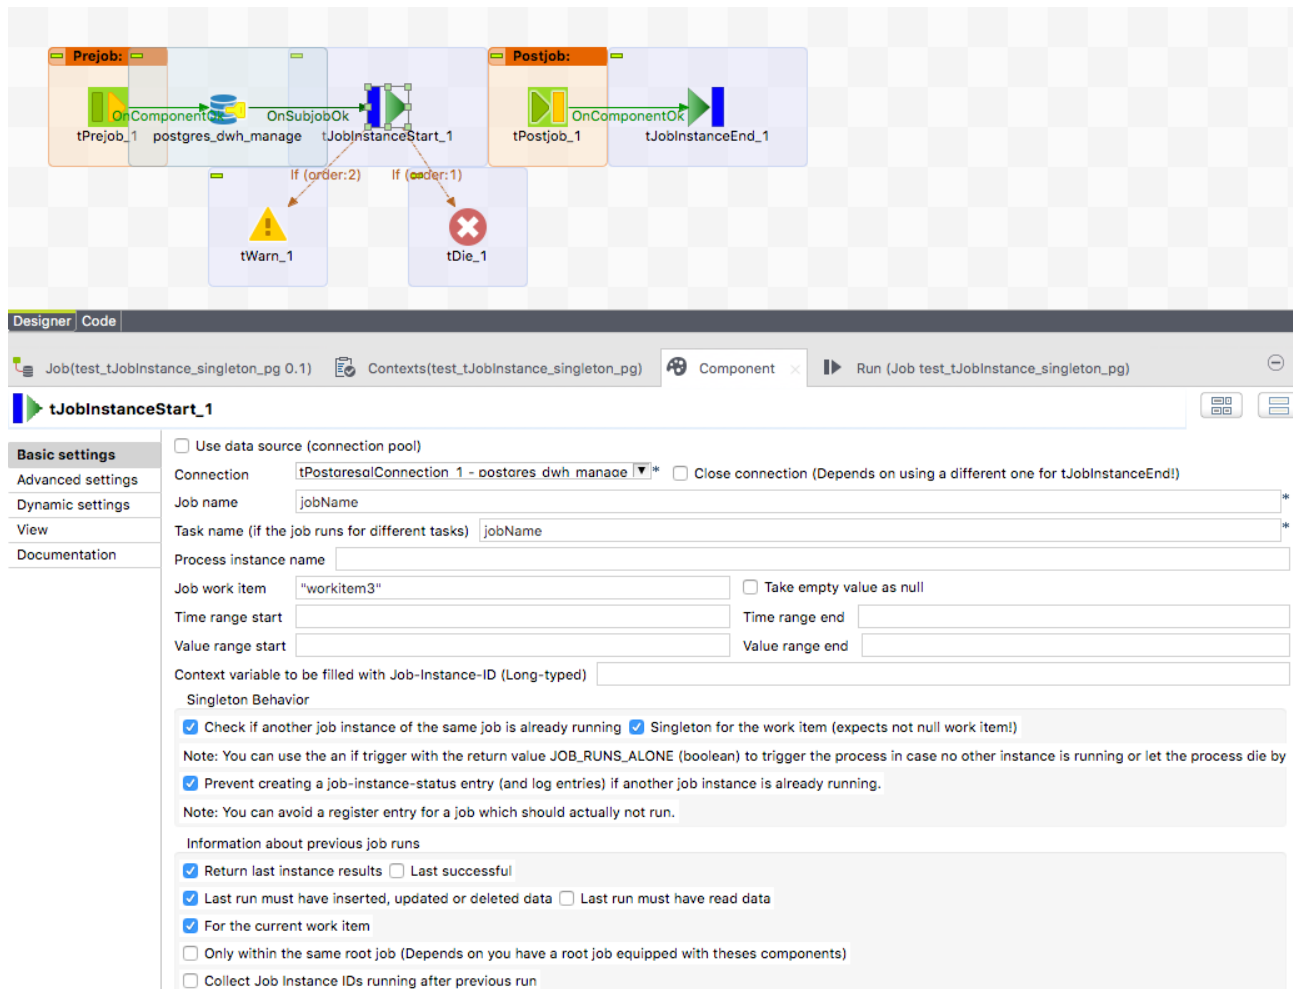 Prejob:
Postjob:
OnComponentOk
OnSubjobOk
OnComponentOk
tPrejob_1
postgres_dwh_manage
tJobInstanceStart_1
tPostjob_1
tJobInstanceEnd_1
If (order:2)
If (order:1)
tWarn_1
tDie_1
Designer
Code
Job(test_tJobInstance_singleton_pg 0.1)
Contexts(test_tJobInstance_singleton_pg)
Component
Run (Job test_tJobInstance_singleton_pg)
tJobInstanceStart_1
Basic settings
Advanced settings
Dynamic settings
View
Documentation
Use data source (connection pool)
Connection tPostgresqlConnection_1 - postgres_dwh_manage * Close connection (Depends on using a different one for tJobInstanceEnd!)
Job name jobName *
Task name (if the job runs for different tasks) jobName *
Process instance name
Job work item "workitem3" Take empty value as null
Time range start Time range end
Value range start Value range end
Context variable to be filled with Job-Instance-ID (Long-typed)
Singleton Behavior
Check if another job instance of the same job is already running Singleton for the work item (expects not null work item!)
Note: You can use the an if trigger with the return value JOB_RUNS_ALONE (boolean) to trigger the process in case no other instance is running or let the process die by
Prevent creating a job-instance-status entry (and log entries) if another job instance is already running.
Note: You can avoid a register entry for a job which should actually not run.
Information about previous job runs
Return last instance results Last successful
Last run must have inserted, updated or deleted data Last run must have read data
For the current work item
Only within the same root job (Depends on you have a root job equipped with theses components)
Collect Job Instance IDs running after previous run